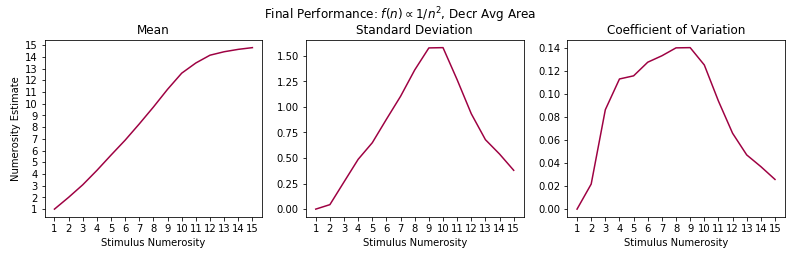 Final Performance: f(n) ∝ 1/n², Decr Avg Area
Mean
Numerosity Estimate
15
14
13
12
11
10
9
8
7
6
5
4
3
2
1
1 2 3 4 5 6 7 8 9 10 11 12 13 14 15
Stimulus Numerosity
Standard Deviation
1.50
1.25
1.00
0.75
0.50
0.25
0.00
1 2 3 4 5 6 7 8 9 10 11 12 13 14 15
Stimulus Numerosity
Coefficient of Variation
0.14
0.12
0.10
0.08
0.06
0.04
0.02
0.00
1 2 3 4 5 6 7 8 9 10 11 12 13 14 15
Stimulus Numerosity